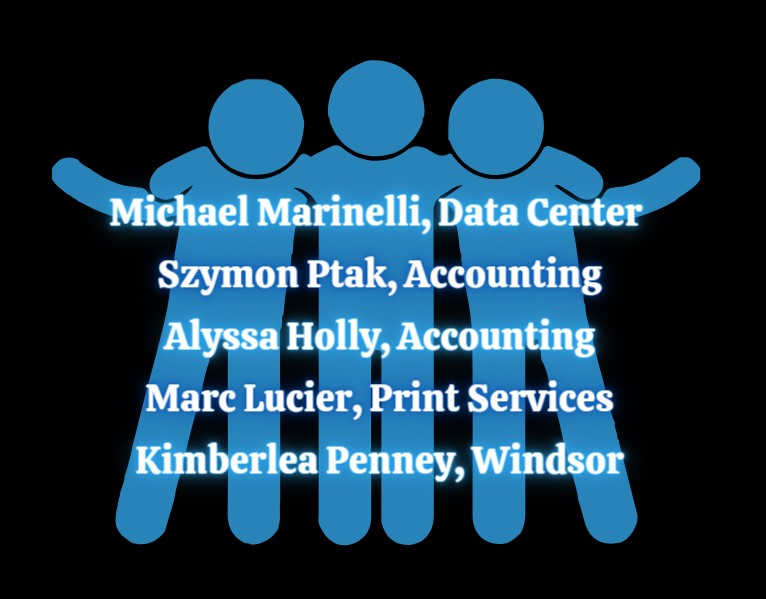 Michael Marinelli, Data Center
Szymon Ptak, Accounting
Alyssa Holly, Accounting
Marc Lucier, Print Services
Kimberlea Penney, Windsor